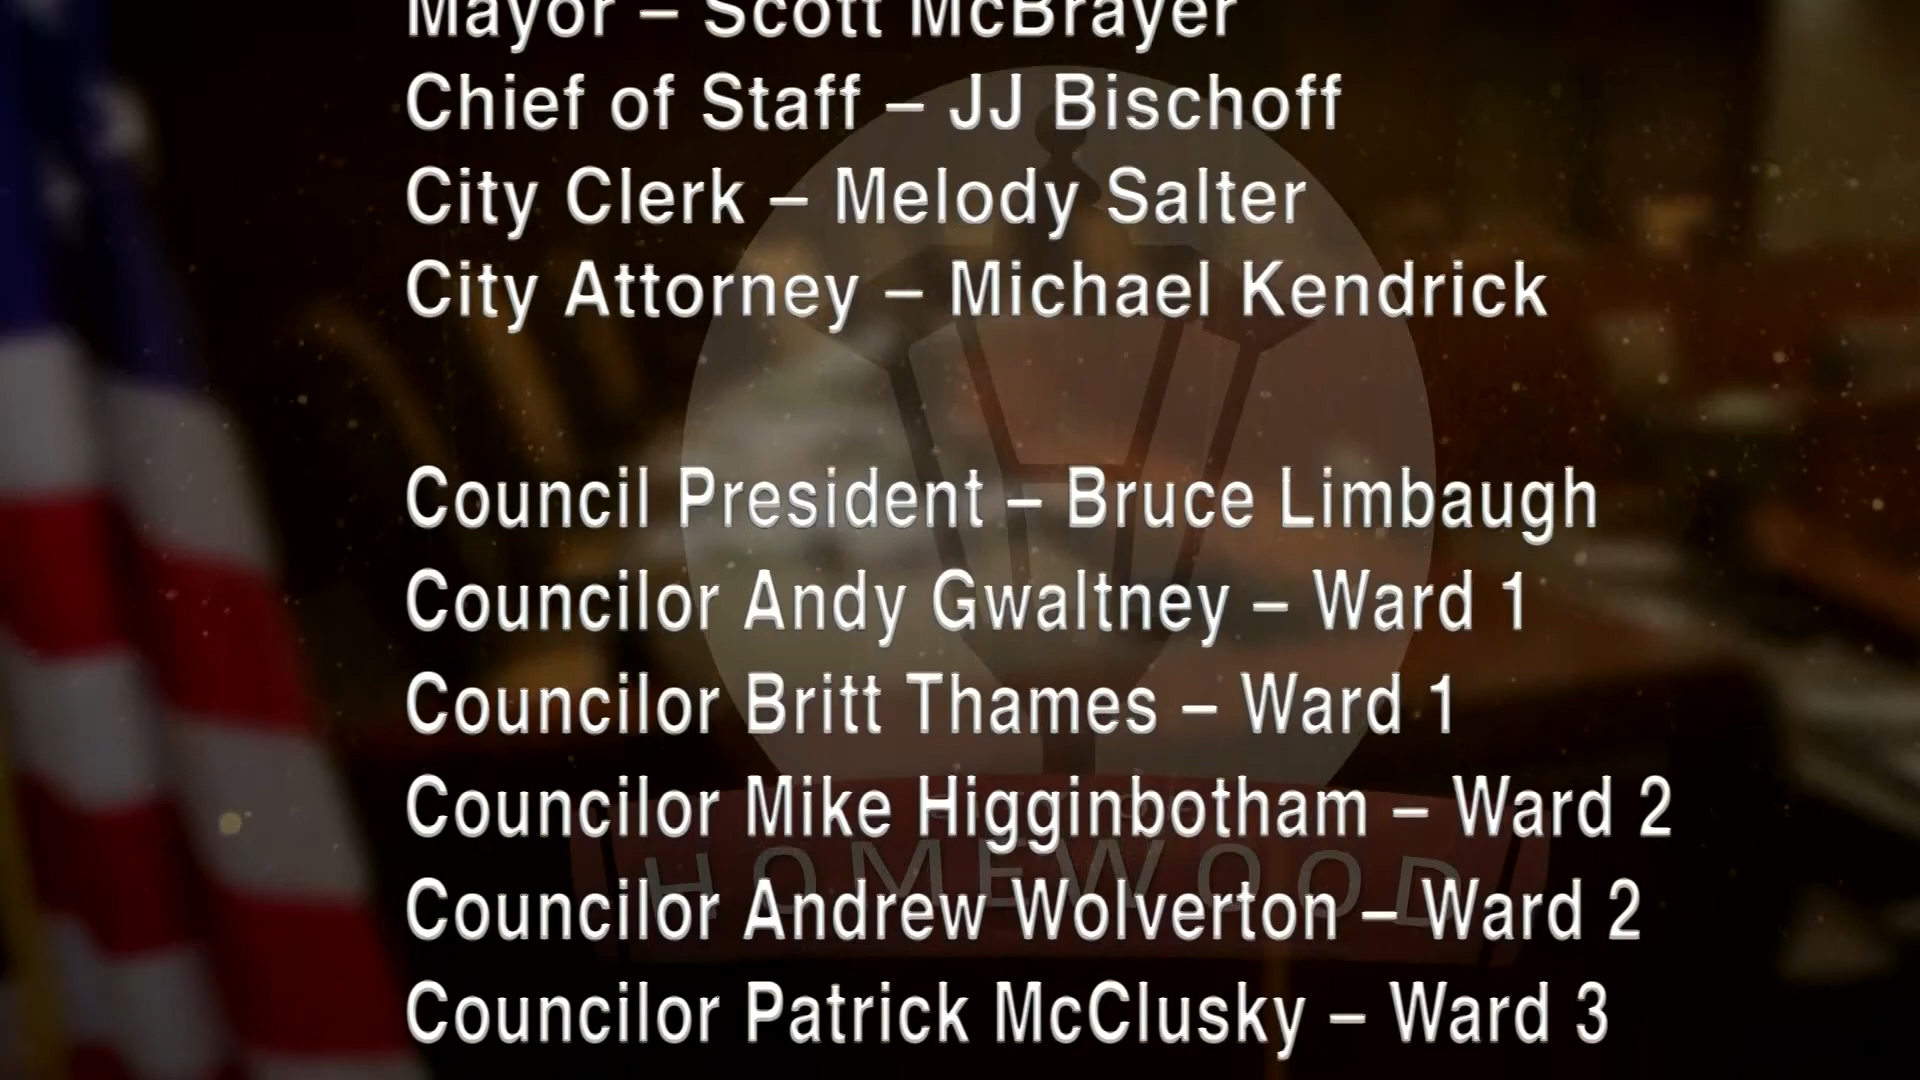 Mayor – Scott McBrayer
Chief of Staff – JJ Bischoff
City Clerk – Melody Salter
City Attorney – Michael Kendrick
Council President – Bruce Limbaugh
Councilor Andy Gwaltney – Ward 1
Councilor Britt Thames – Ward 1
Councilor Mike Higginbotham – Ward 2
HOMEWOOD
Councilor Andrew Wolverton – Ward 2
Councilor Patrick McClusky – Ward 3